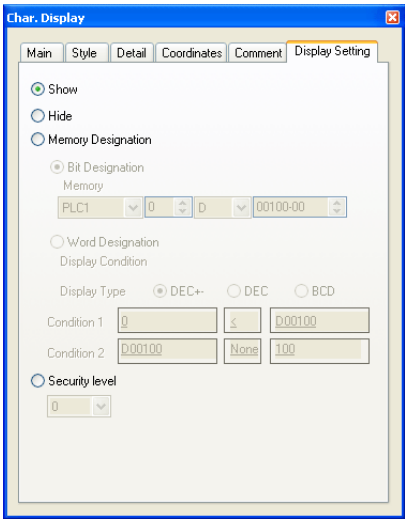 Char. Display
Main Style Detail Coordinates Comment Display Setting
Show
Hide
Memory Designation
Bit Designation
Memory
PLC1 0 D 00100-00
Word Designation
Display Condition
Display Type DEC+- DEC BCD
Condition 1 0 < D00100
Condition 2 D00100 None 100
Security level
0